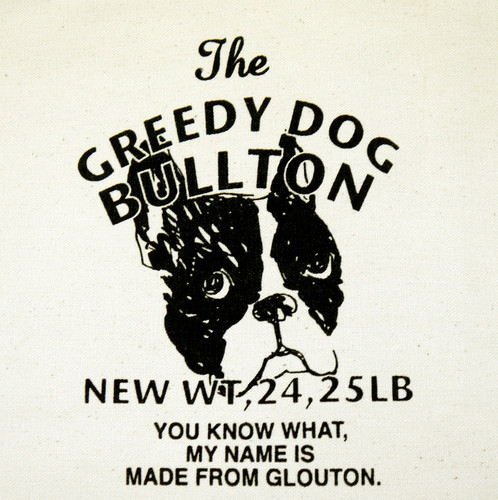 The
GREEDY DOG
BULLTON
NEW WT,24,25LB
YOU KNOW WHAT,
MY NAME IS
MADE FROM GLOUTON.